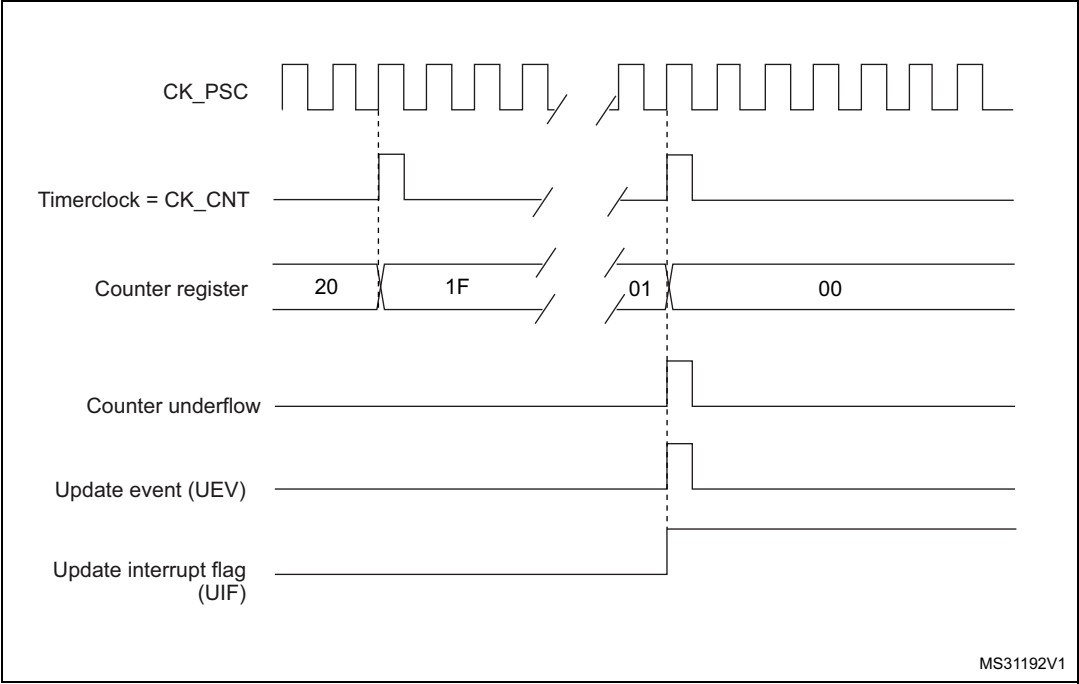 CK_PSC
Timerclock = CK_CNT
Counter register
20
1F
01
00
Counter underflow
Update event (UEV)
Update interrupt flag
(UIF)
MS31192V1